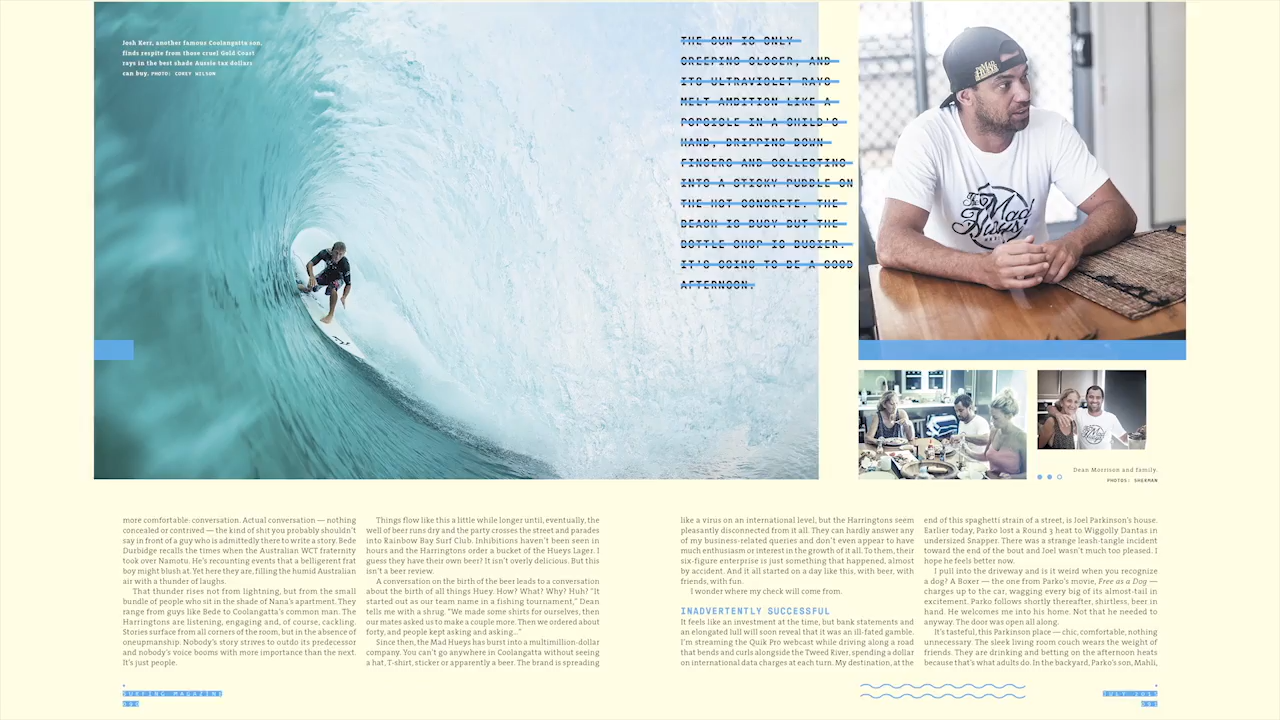 Josh Kerr, another famous Coolangatta son,
finds respite from those cruel Gold Coast
rays in the best shade Aussie tax dollars
can buy. PHOTO: COREY WILSON
THE SUN IS ONLY
CREEPING CLOSER, AND
ITS ULTRAVIOLET RAYS
MELT AMBITION LIKE A
POPSICLE IN A CHILD'S
HAND, DRIPPING DOWN
FINGERS AND COLLECTING
INTO A STICKY PUDDLE ON
THE HOT CONCRETE. THE
BEACH IS BUSY BUT THE
BOTTLE SHOP IS BUSIER.
IT'S GOING TO BE A GOOD
AFTERNOON.
The Mad
Hueys
Dean Morrison and family.
PHOTOS: SHERMAN
more comfortable: conversation. Actual conversation — nothing
concealed or contrived — the kind of shit you probably shouldn't
say in front of a guy who is admittedly there to write a story. Bede
Durbidge recalls the times when the Australian WCT fraternity
took over Namotu. He's recounting events that a belligerent frat
boy might blush at. Yet here they are, filling the humid Australian
air with a thunder of laughs.
That thunder rises not from lightning, but from the small
bundle of people who sit in the shade of Nana's apartment. They
range from guys like Bede to Coolangatta's common man. The
Harringtons are listening, engaging and, of course, cackling.
Stories surface from all corners of the room, but in the absence of
oneupmanship. Nobody's story strives to outdo its predecessor
and nobody's voice booms with more importance than the next.
It's just people.
Things flow like this a little while longer until, eventually, the
well of beer runs dry and the party crosses the street and parades
into Rainbow Bay Surf Club. Inhibitions haven't been seen in
hours and the Harringtons order a bucket of the Hueys Lager. I
guess they have their own beer? It isn't overly delicious. But this
isn't a beer review.
A conversation on the birth of the beer leads to a conversation
about the birth of all things Huey. How? What? Why? Huh? "It
started out as our team name in a fishing tournament," Dean
tells me with a shrug. "We made some shirts for ourselves, then
our mates wanted us to make a couple more. Then we ordered about
forty, and people kept asking and asking..."
Since then, the Mad Hueys has burst into a multimillion-dollar
company. You can't go anywhere in Coolangatta without seeing
a hat, T-shirt, sticker or apparently a beer. The brand is spreading
like a virus on an international level, but the Harringtons seem
pleasantly disconnected from it all. They can hardly answer any
of my business-related queries and don't even appear to have
much enthusiasm or interest in the growth of it all. To them, their
six-figure enterprise is just something that happened, almost
by accident. And it all started on a day like this, with beer, with
friends, with fun.
I wonder where my check will come from.
INADVERTENTLY SUCCESSFUL
It feels like an investment at the time, but bank statements and
an elongated lull will soon reveal that it was an ill-fated gamble.
I'm streaming the Quik Pro webcast while driving along a road
that bends and curls alongside the Tweed River, spending a dollar
on international data charges at each turn. My destination, at the
end of this spaghetti strain of a street, is Joel Parkinson's house.
Earlier today, Parko lost a Round 3 heat to Wiggolly Dantas in
undersized Snapper. There was a strange leash-tangle incident
toward the end of the bout and Joel wasn't much too pleased. I
hope he feels better now.
I pull into the driveway and is it weird when you recognize
a dog? A Boxer — the one from Parko's movie, Free as a Dog —
charges up to the car, wagging every big of its almost-tail in
excitement. Parko follows shortly thereafter, shirtless, beer in
hand. He welcomes me into his home. Not that he needed to
anyway. The door was open all along.
It's tasteful, this Parkinson place — chic, comfortable, nothing
unnecessary. The sleek living room couch wears the weight of
friends. They are drinking and betting on the afternoon heats
because that's what adults do. In the backyard, Parko's son, Mahli,
SURFING MAGAZINE
JULY 2015